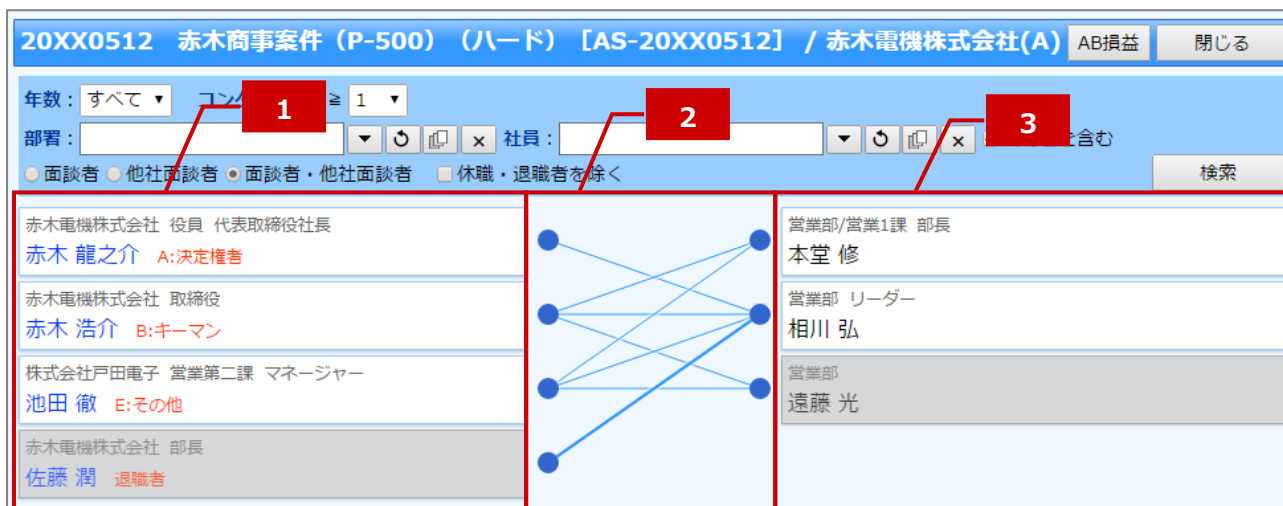 20XX0512 赤木商事案件（P-500）（ハード）［AS-20XX0512］ / 赤木電機株式会社(A) AB損益 閉じる
年数： すべて コン ≧ 1
部署： 社員： を含む
面談者 他社面談者 面談者・他社面談者 休職・退職者を除く 検索
1
2
3
赤木電機株式会社 役員 代表取締役社長
赤木 龍之介 A:決定権者
赤木電機株式会社 取締役
赤木 浩介 B:キーマン
株式会社戸田電子 営業第二課 マネージャー
池田 徹 E:その他
赤木電機株式会社 部長
佐藤 潤 退職者
営業部/営業1課 部長
本堂 修
営業部 リーダー
相川 弘
営業部
遠藤 光